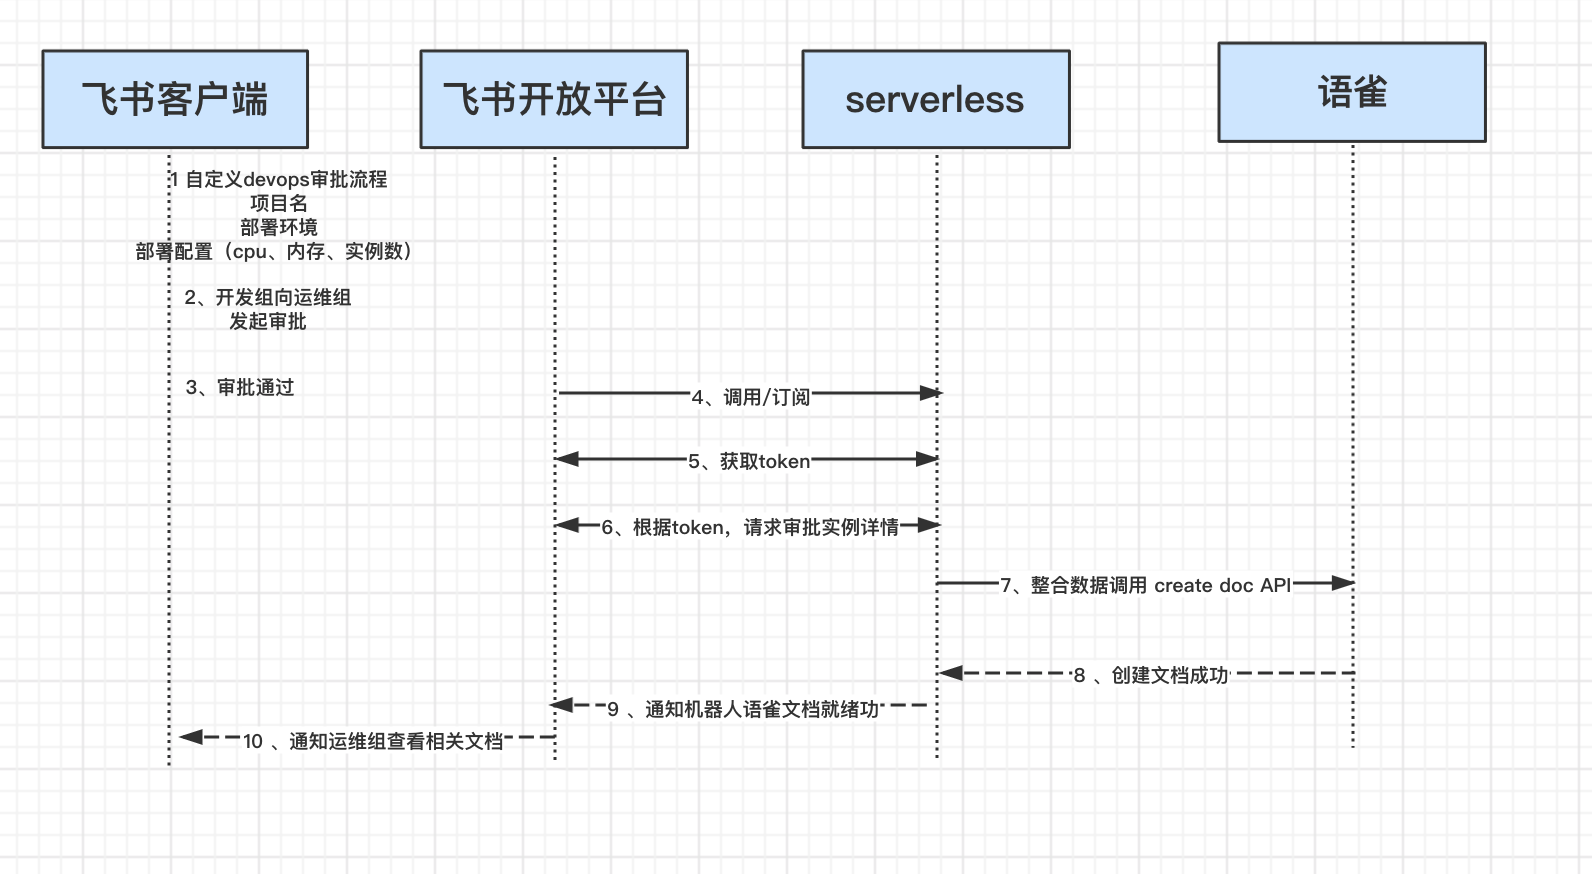 飞书客户端
飞书开放平台
serverless
语雀
1 自定义devops审批流程
项目名
部署环境
部署配置（cpu、内存、实例数）
2、开发组向运维组
发起审批
3、审批通过
4、调用/订阅
5、获取token
6、根据token，请求审批实例详情
7、整合数据调用 create doc API
8 、创建文档成功
9 、通知机器人语雀文档就绪功
10 、通知运维组查看相关文档